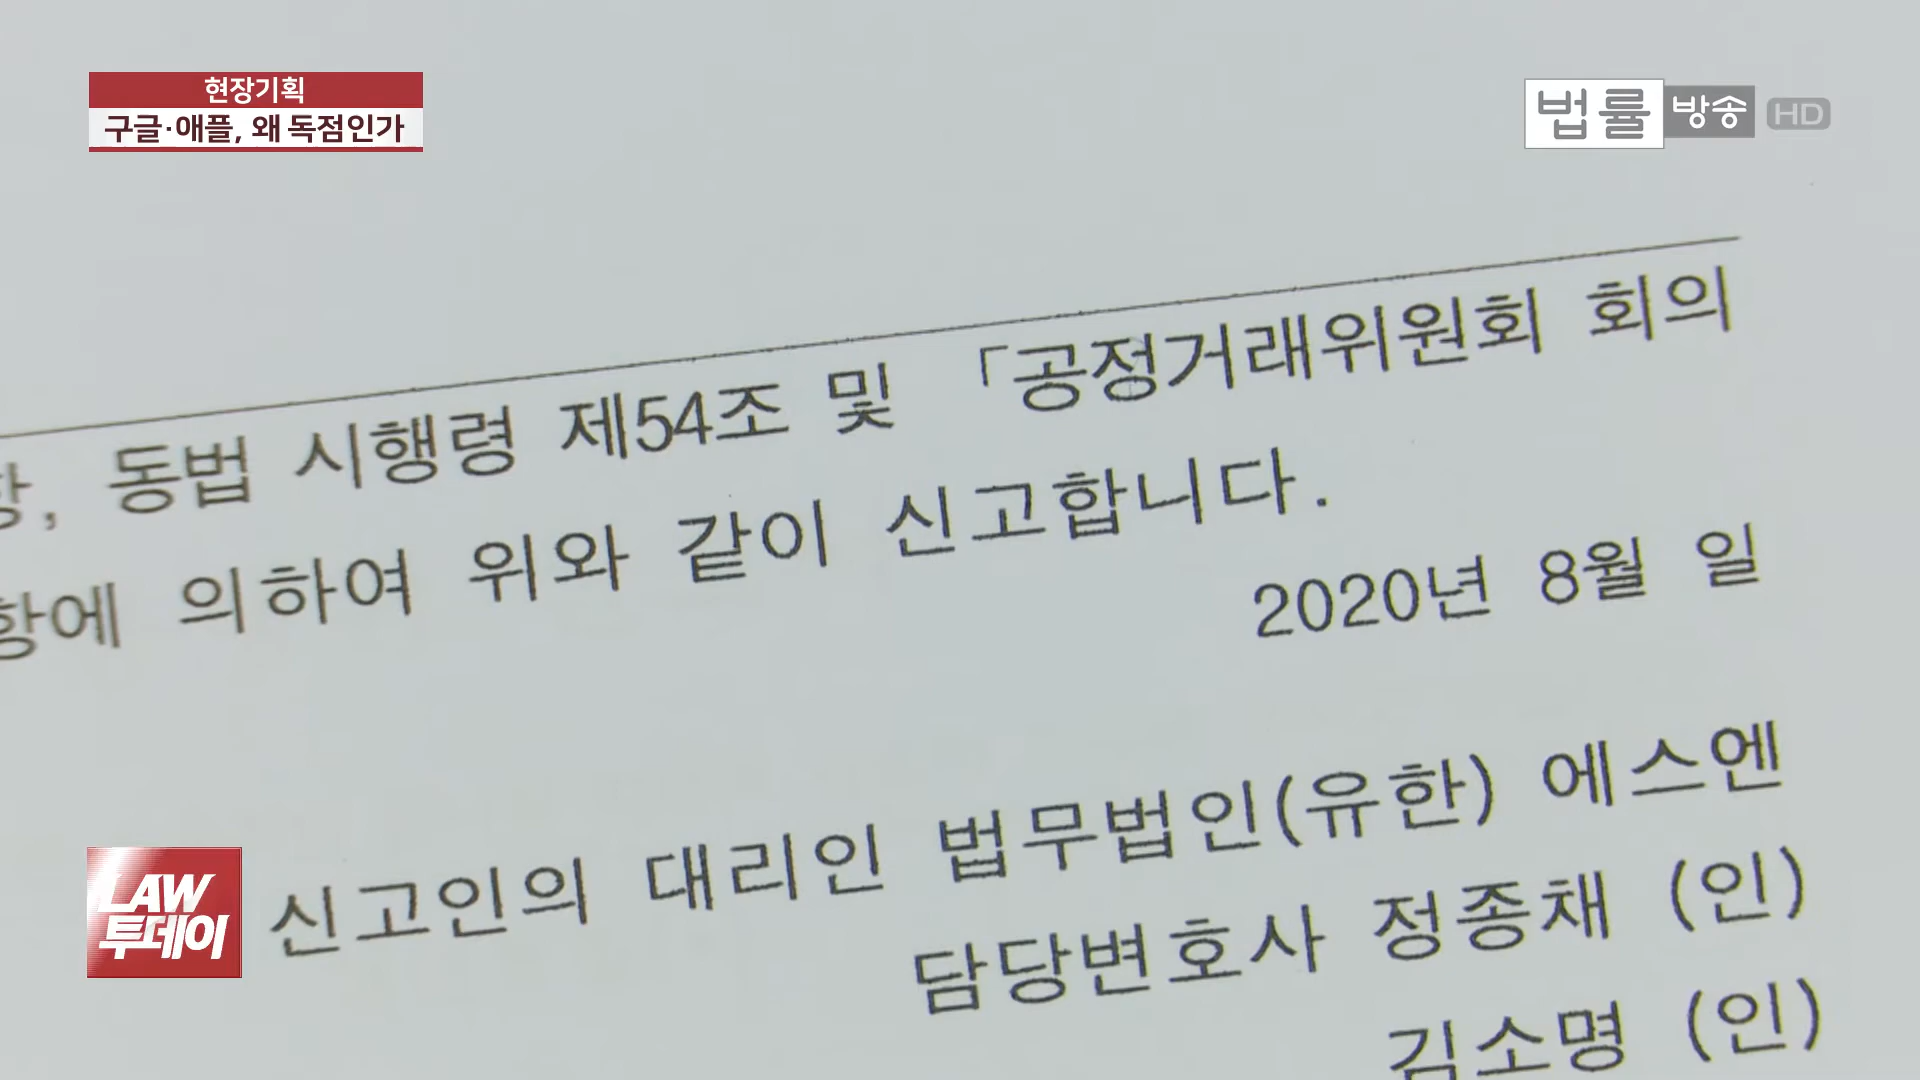 현장기획
구글·애플, 왜 독점인가
법률방송 HD
항, 동법 시행령 제54조 및 「공정거래위원회 회의
항에 의하여 위와 같이 신고합니다.
2020년 8월 일
신고인의 대리인 법무법인(유한) 에스엔
담당변호사 정종채 (인)
김소명 (인)
LAW
투데이